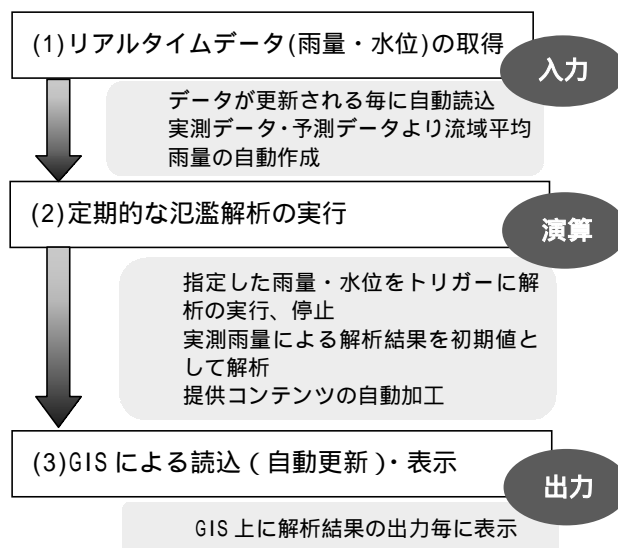 (1)リアルタイムデータ(雨量・水位)の取得
入力
データが更新される毎に自動読込
実測データ・予測データより流域平均
雨量の自動作成
(2)定期的な氾濫解析の実行
演算
指定した雨量・水位をトリガーに解
析の実行、停止
実測雨量による解析結果を初期値と
して解析
提供コンテンツの自動加工
(3)GISによる読込(自動更新)・表示
出力
GIS上に解析結果の出力毎に表示